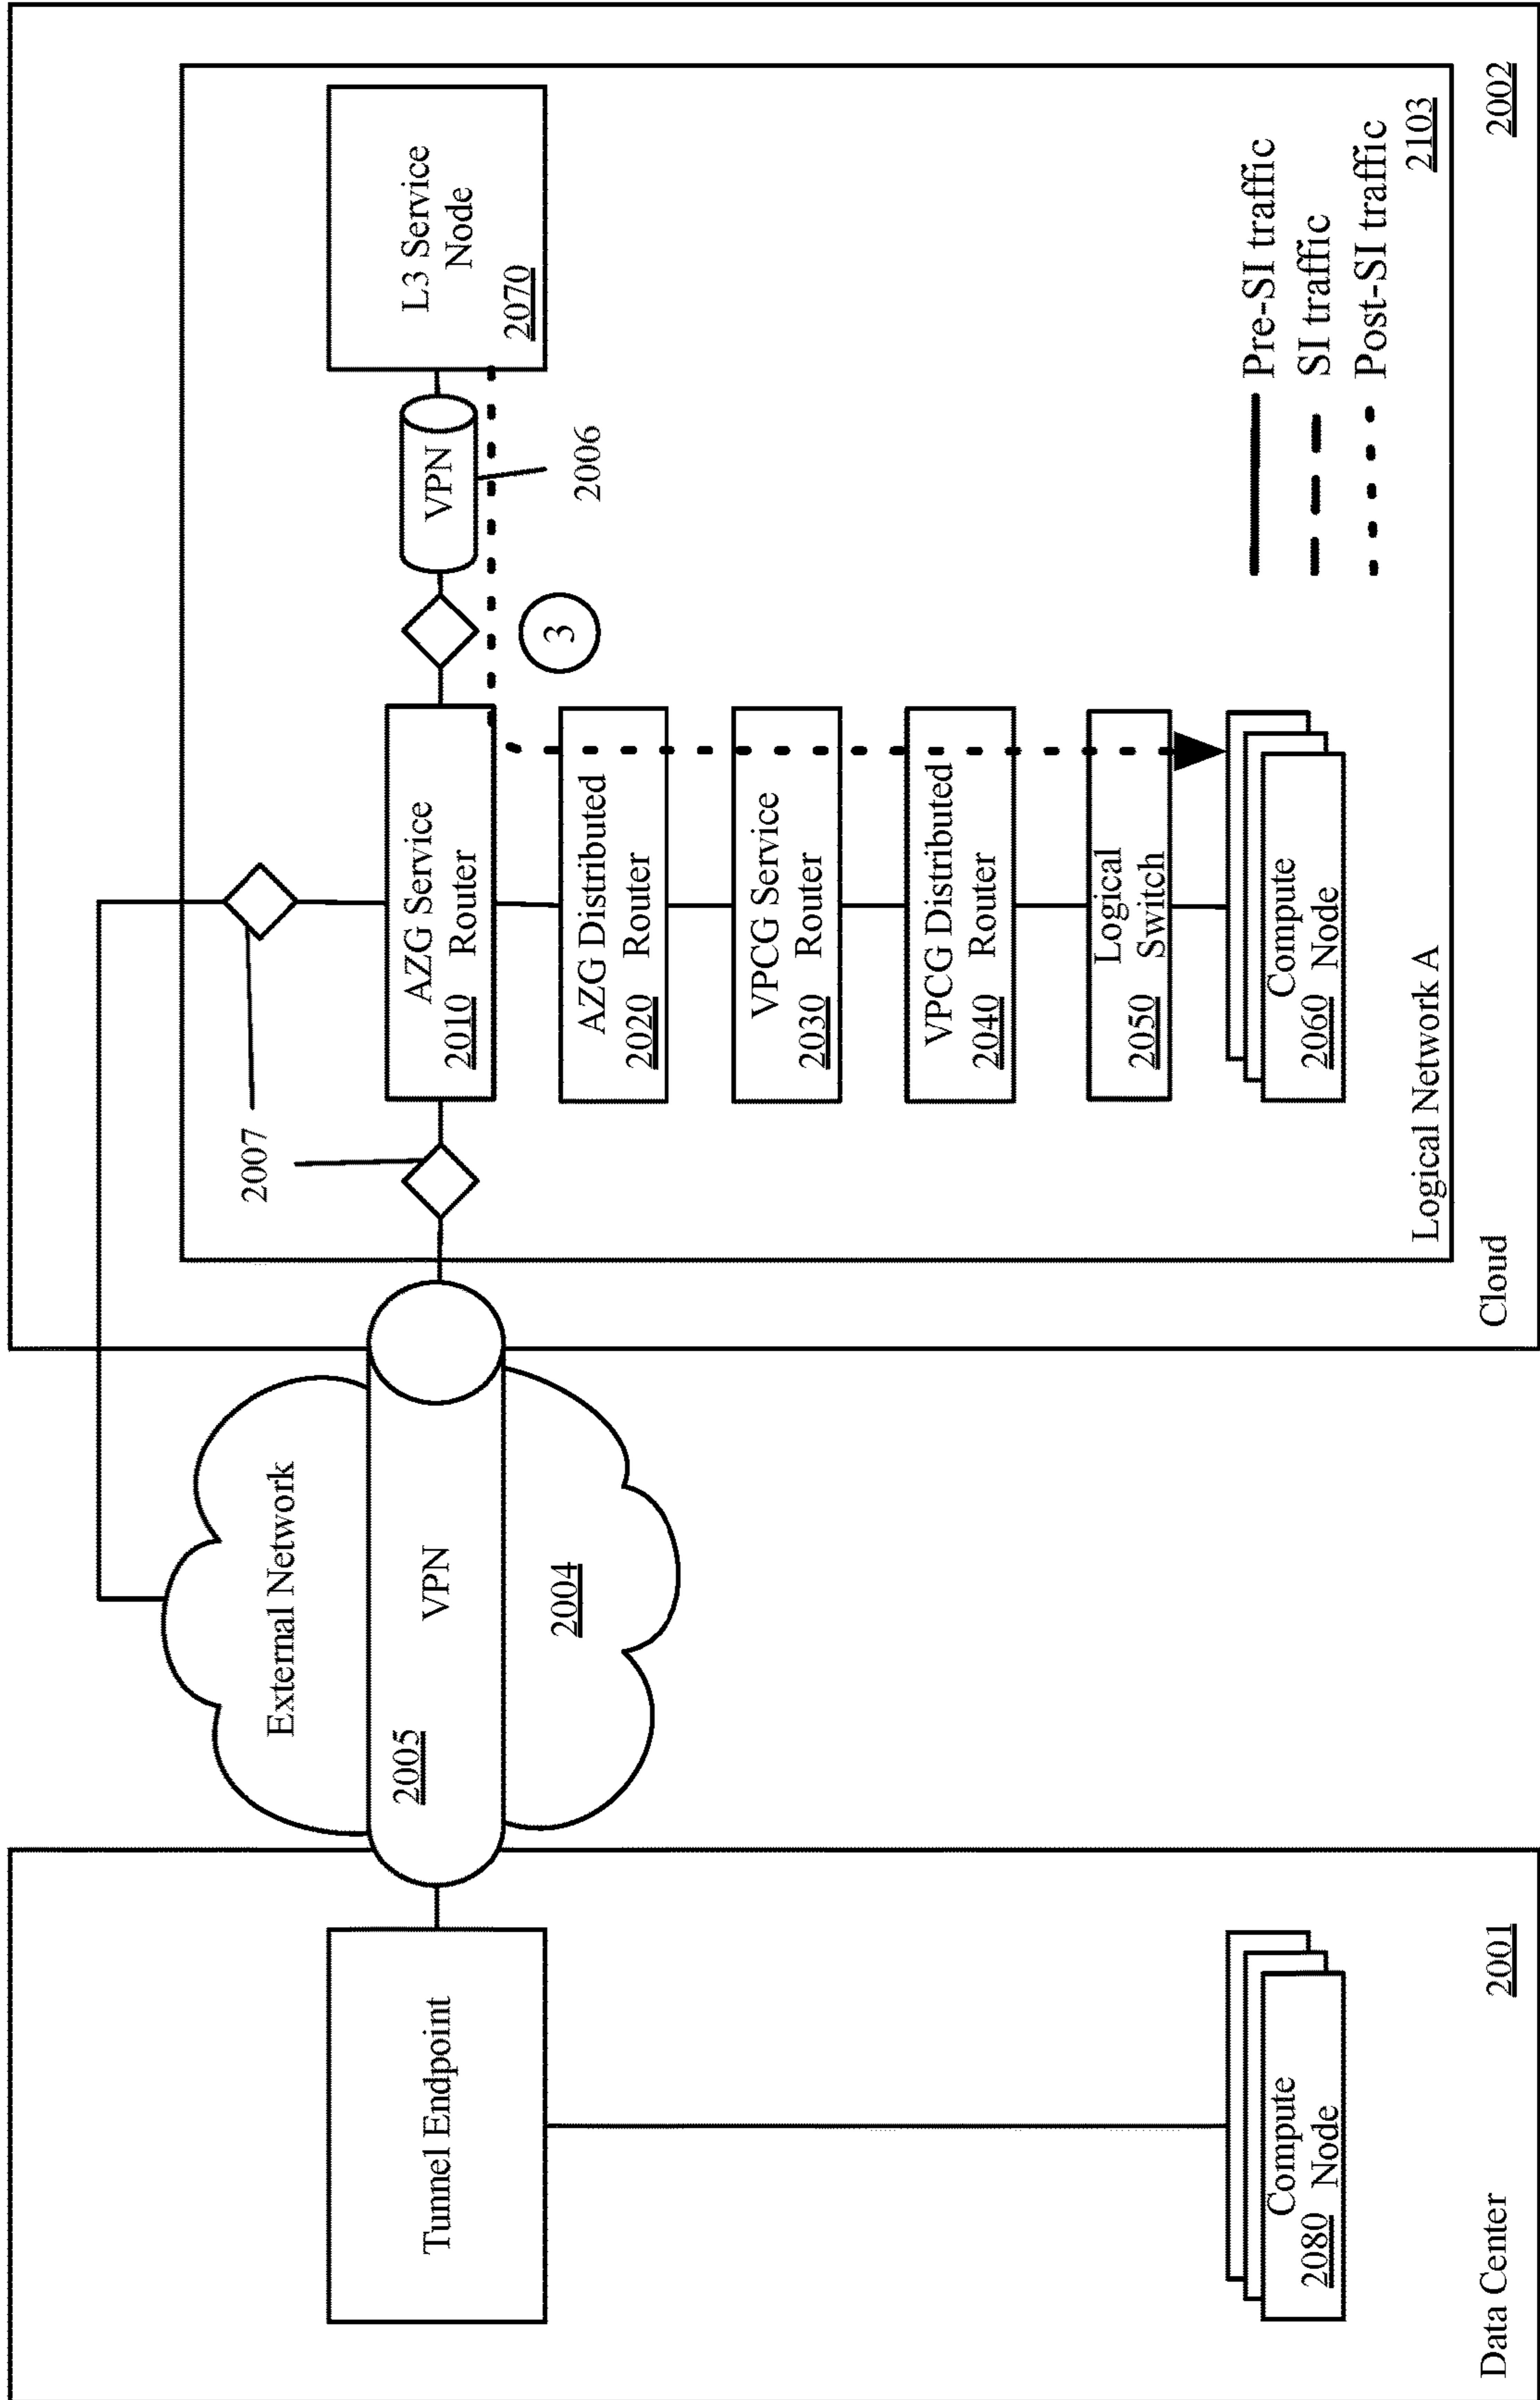 Data Center
2001
Tunnel Endpoint
Compute
Node
2080
External Network
VPN
2005
2004
Cloud
2002
Logical Network A
2103
2007
AZG Service
Router
2010
AZG Distributed
Router
2020
VPCG Service
Router
2030
VPCG Distributed
Router
2040
Logical
Switch
2050
Compute
Node
2060
3
VPN
2006
L3 Service
Node
2070
Pre-SI traffic
SI traffic
Post-SI traffic